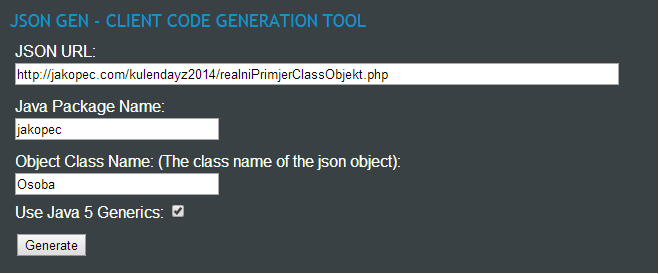 JSON GEN - CLIENT CODE GENERATION TOOL
JSON URL:
http://jakopec.com/kulendayz2014/realniPrimjerClassObjekt.php
Java Package Name:
jakopec
Object Class Name: (The class name of the json object):
Osoba
Use Java 5 Generics:
Generate